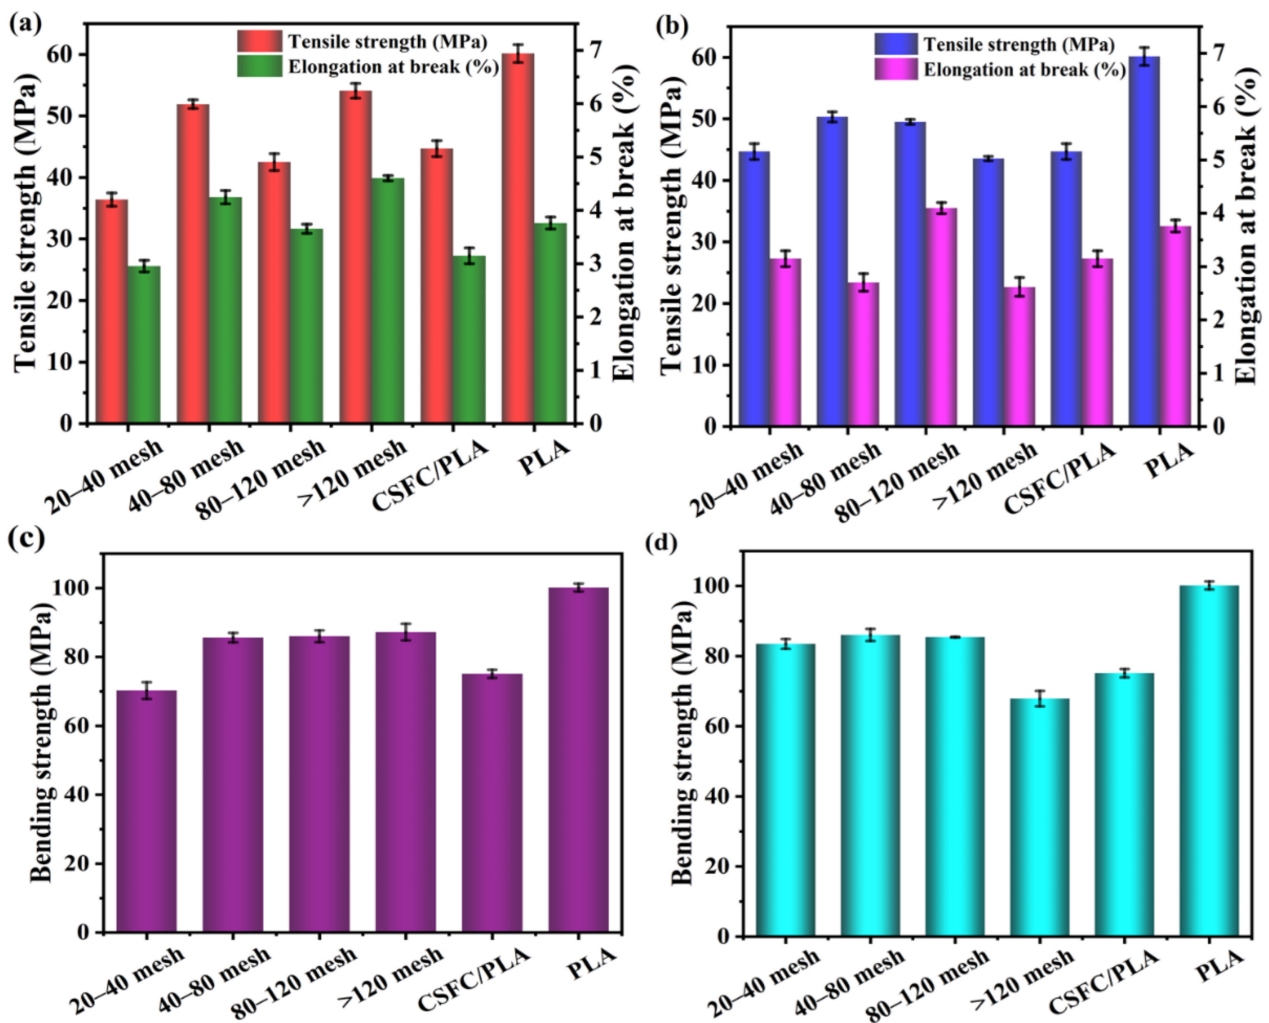 (a)
Tensile strength (MPa)
Elongation at break (%)
Tensile strength (MPa)
60
50
40
30
20
10
0
Elongation at break (%)
7
6
5
4
3
2
1
0
20–40 mesh
40–80 mesh
80–120 mesh
>120 mesh
CSFC/PLA
PLA
(b)
Tensile strength (MPa)
Elongation at break (%)
Tensile strength (MPa)
60
50
40
30
20
10
0
Elongation at break (%)
7
6
5
4
3
2
1
0
20–40 mesh
40–80 mesh
80–120 mesh
>120 mesh
CSFC/PLA
PLA
(c)
Bending strength (MPa)
100
80
60
40
20
0
20–40 mesh
40–80 mesh
80–120 mesh
>120 mesh
CSFC/PLA
PLA
(d)
Bending strength (MPa)
100
80
60
40
20
0
20–40 mesh
40–80 mesh
80–120 mesh
>120 mesh
CSFC/PLA
PLA